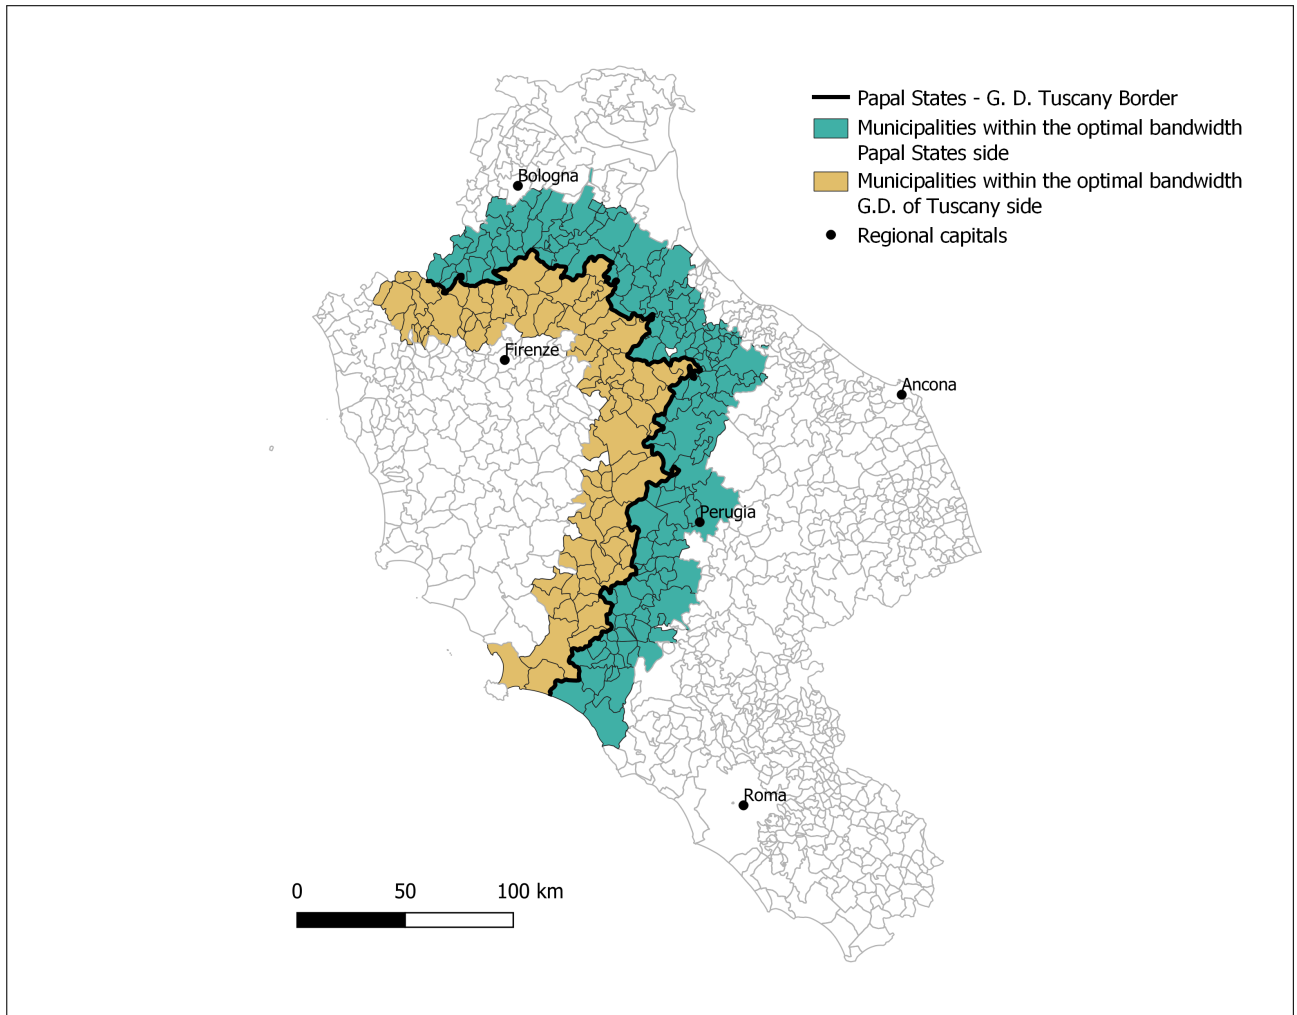 Papal States - G. D. Tuscany Border
Municipalities within the optimal bandwidth
Papal States side
Municipalities within the optimal bandwidth
G.D. of Tuscany side
Regional capitals
Bologna
Firenze
Ancona
Perugia
Roma
0 50 100 km